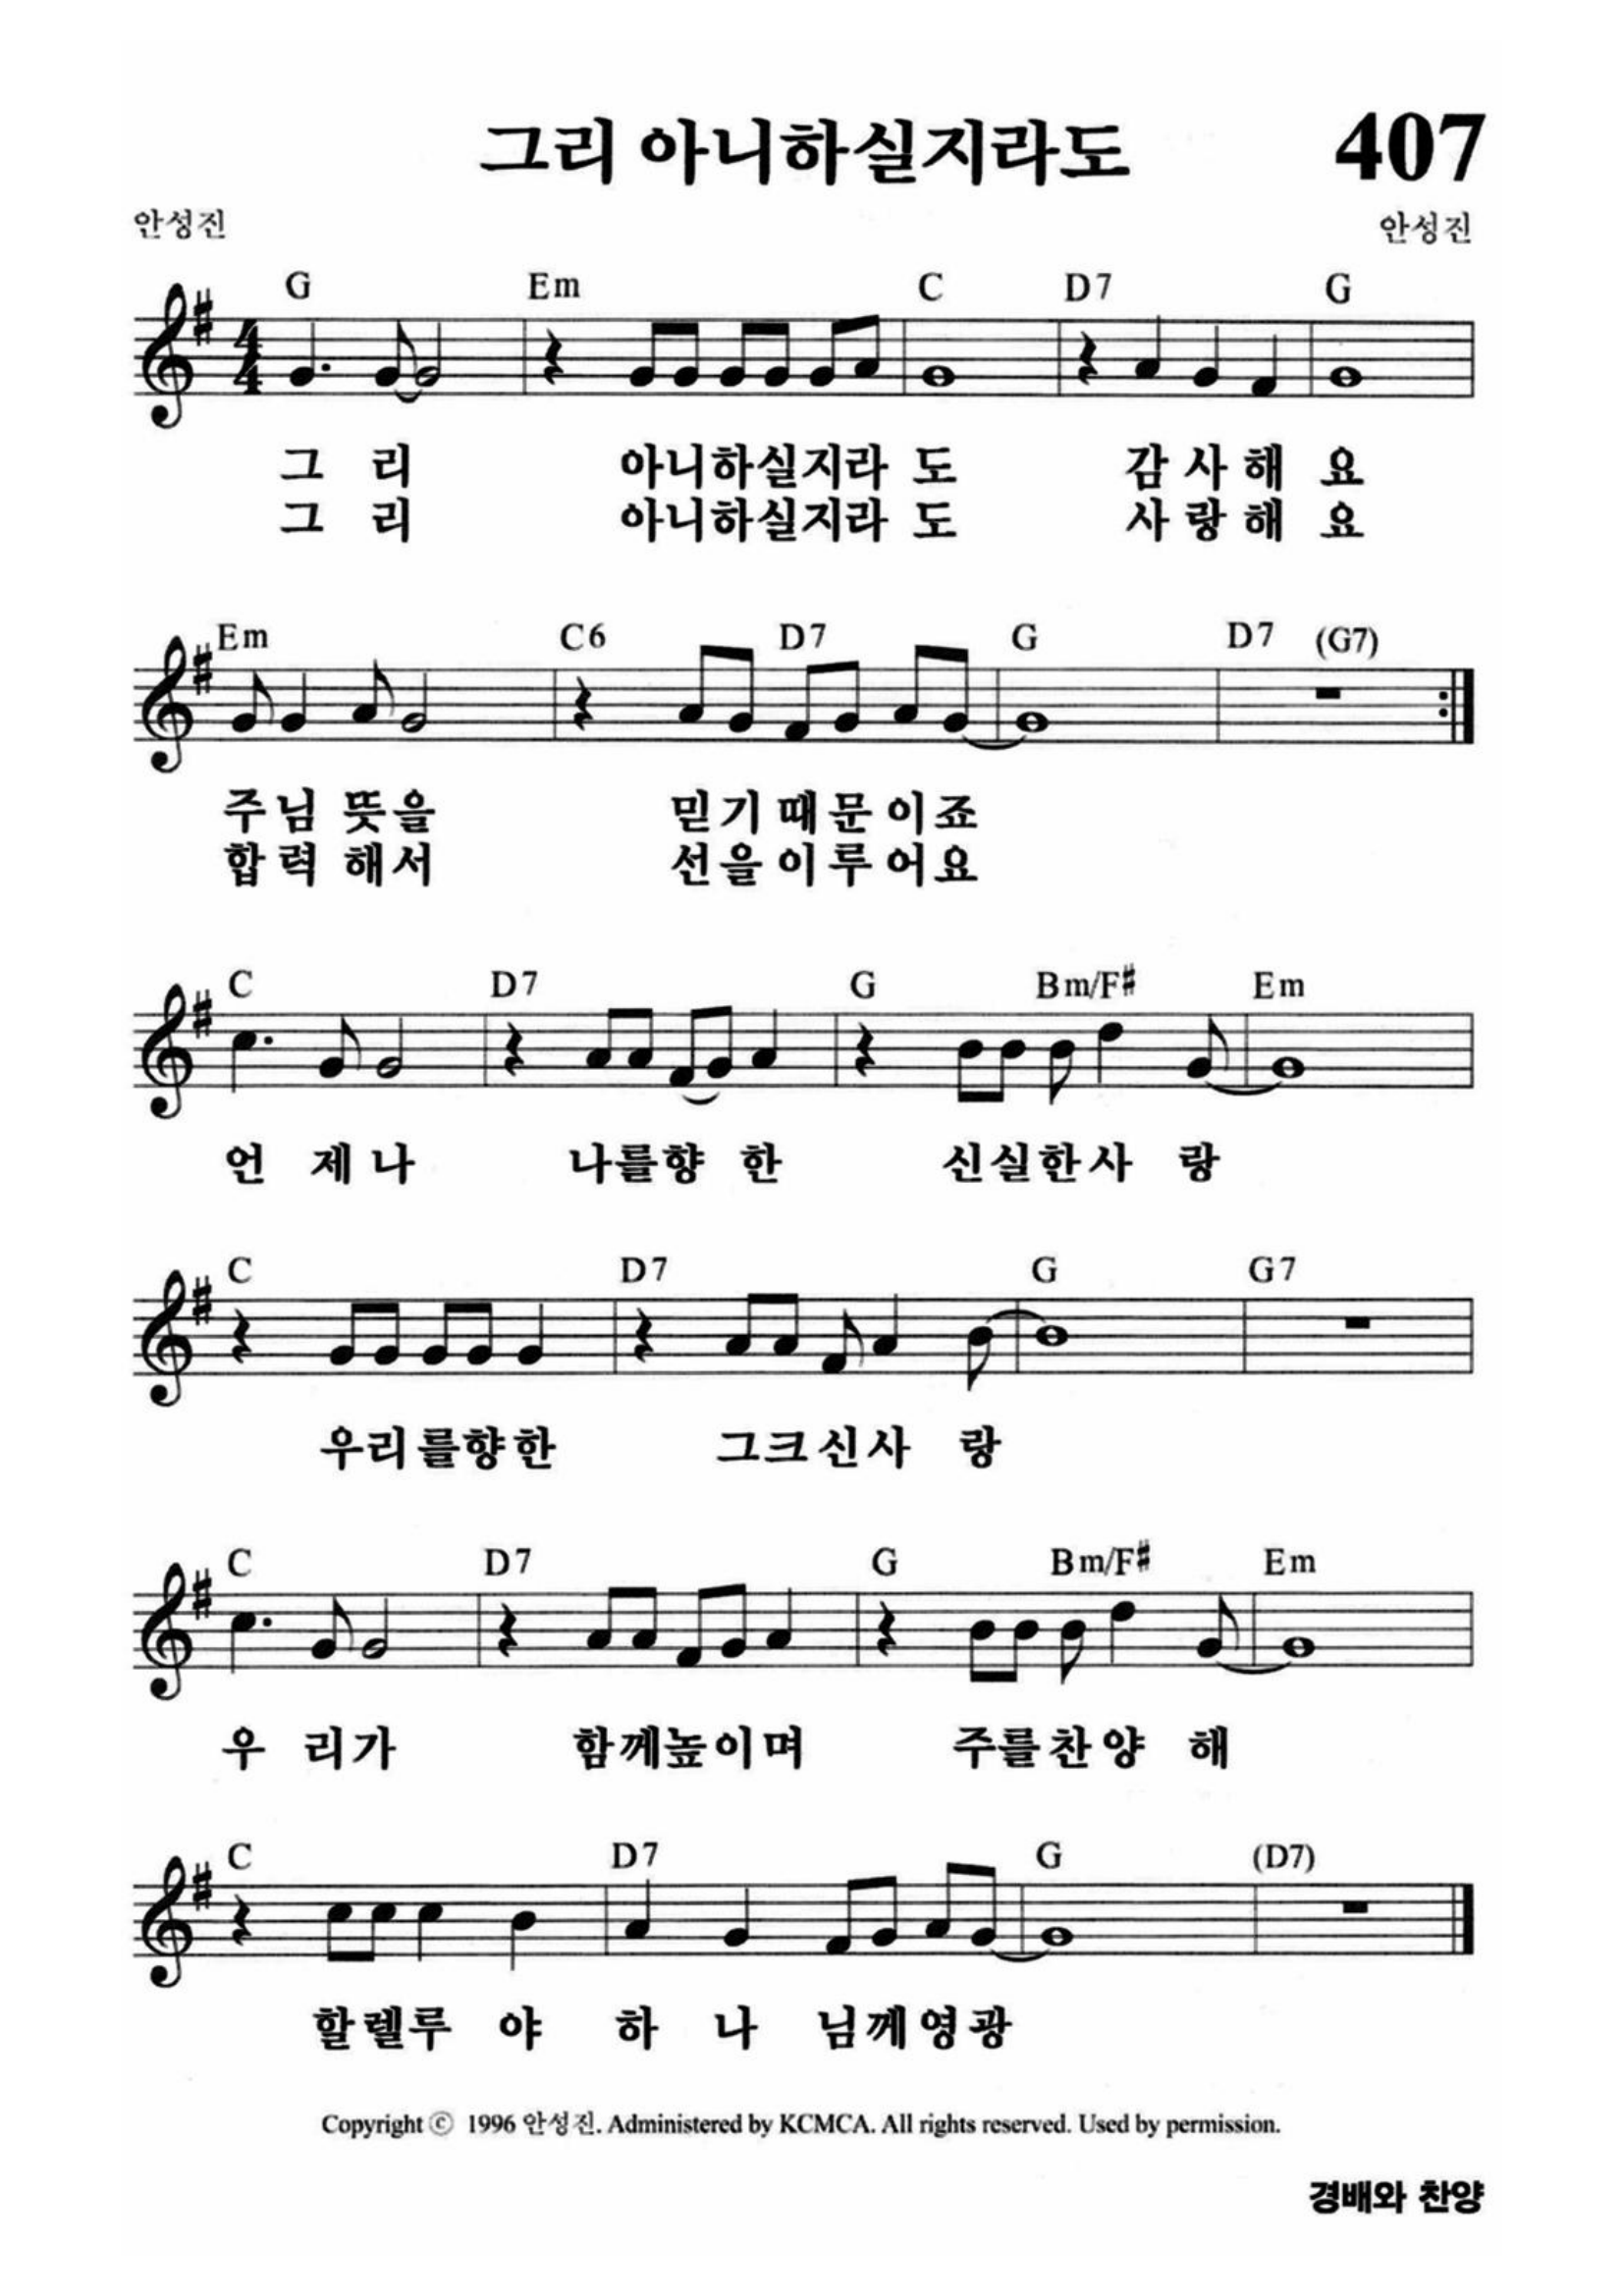 그리 아니하실지라도 407
안성진 안성진
G Em C D7 G
그 리 아니하실지라 도 감 사 해 요
그 리 아니하실지라 도 사 랑 해 요
Em C6 D7 G D7 (G7)
주님 뜻을 믿기 때문 이죠
합력 해서 선을 이루 어요
C D7 G Bm/F# Em
언 제 나 나를향 한 신실한사 랑
C D7 G G7
우리를향한 그크신사 랑
C D7 G Bm/F# Em
우 리가 함께높이며 주를찬양 해
C D7 G (D7)
할렐루 야 하 나 님께영광
Copyright © 1996 안성진. Administered by KCMCA. All rights reserved. Used by permission.
경배와 찬양